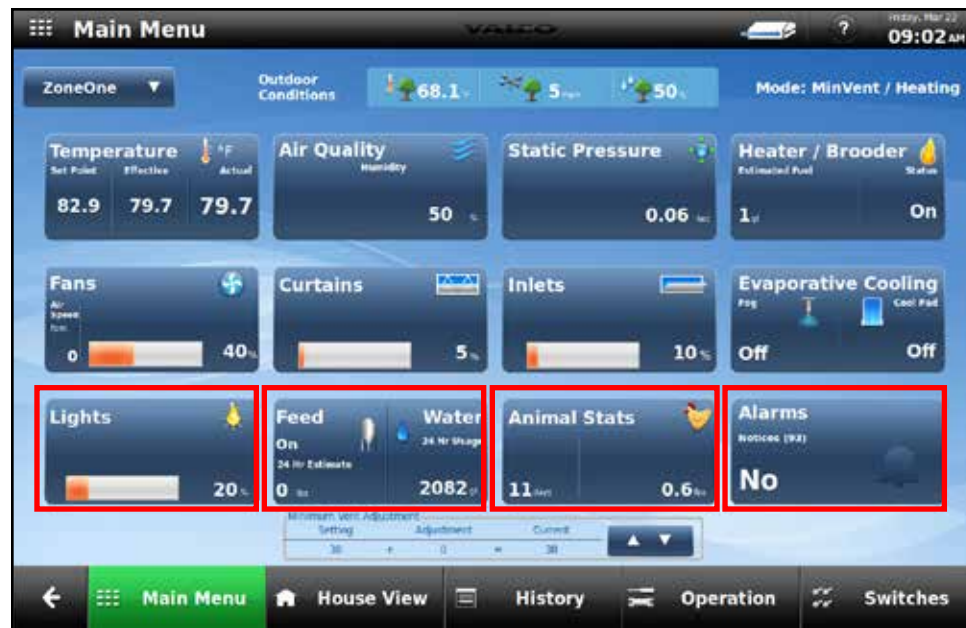 Main Menu
VALCO
?
Friday, Mar 22
09:02 AM
ZoneOne
Outdoor
Conditions
68.1
5
50
Mode: MinVent / Heating
Temperature
°F
Set Point Effective Actual
82.9 79.7 79.7
Air Quality
Humidity
50 %
Static Pressure
0.06
Heater / Brooder
Estimated Fuel Status
1 On
Fans
Air
Speed
0 40%
Curtains
5%
Inlets
10%
Evaporative Cooling
Fog Cool Pad
Off Off
Lights
20%
Feed Water
On 24 Hr Usage
24 Hr Estimate
0 lbs 2082
Animal Stats
11 0.6
Alarms
Notices (92)
No
Minimum Vent Adjustment
Setting Adjustment Current
30 + 0 = 30
Main Menu
House View
History
Operation
Switches